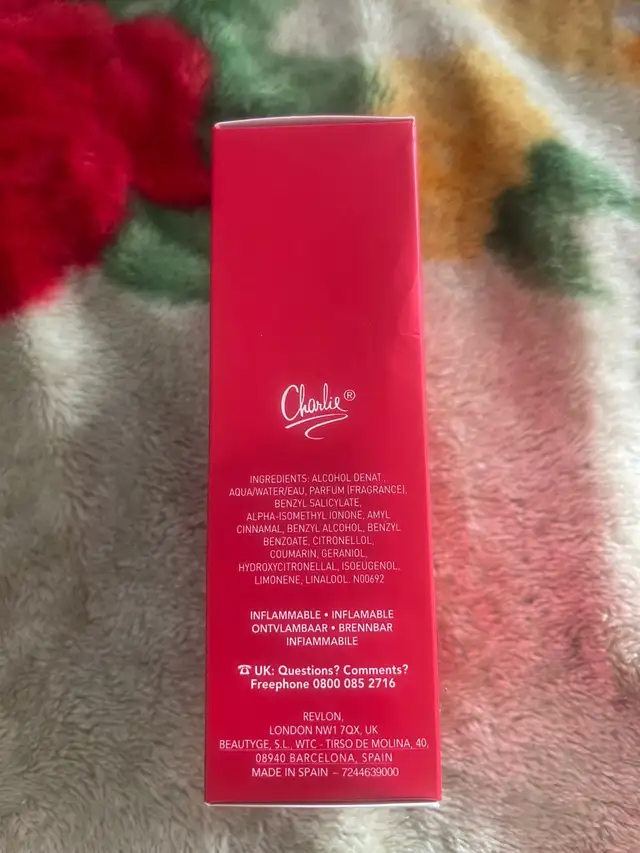 Charlie®
INGREDIENTS: ALCOHOL DENAT.,
AQUA/WATER/EAU, PARFUM (FRAGRANCE),
BENZYL SALICYLATE,
ALPHA-ISOMETHYL IONONE, AMYL
CINNAMAL, BENZYL ALCOHOL, BENZYL
BENZOATE, CITRONELLOL,
COUMARIN, GERANIOL,
HYDROXYCITRONELLAL, ISOEUGENOL,
LIMONENE, LINALOOL. N00692
INFLAMMABLE • INFLAMABLE
ONTVLAMBAAR • BRENNBAR
INFIAMMABILE
☎ UK: Questions? Comments?
Freephone 0800 085 2716
REVLON,
LONDON NW1 7QX, UK
BEAUTYGE, S.L., WTC - TIRSO DE MOLINA, 40,
08940 BARCELONA, SPAIN
MADE IN SPAIN – 7244639000